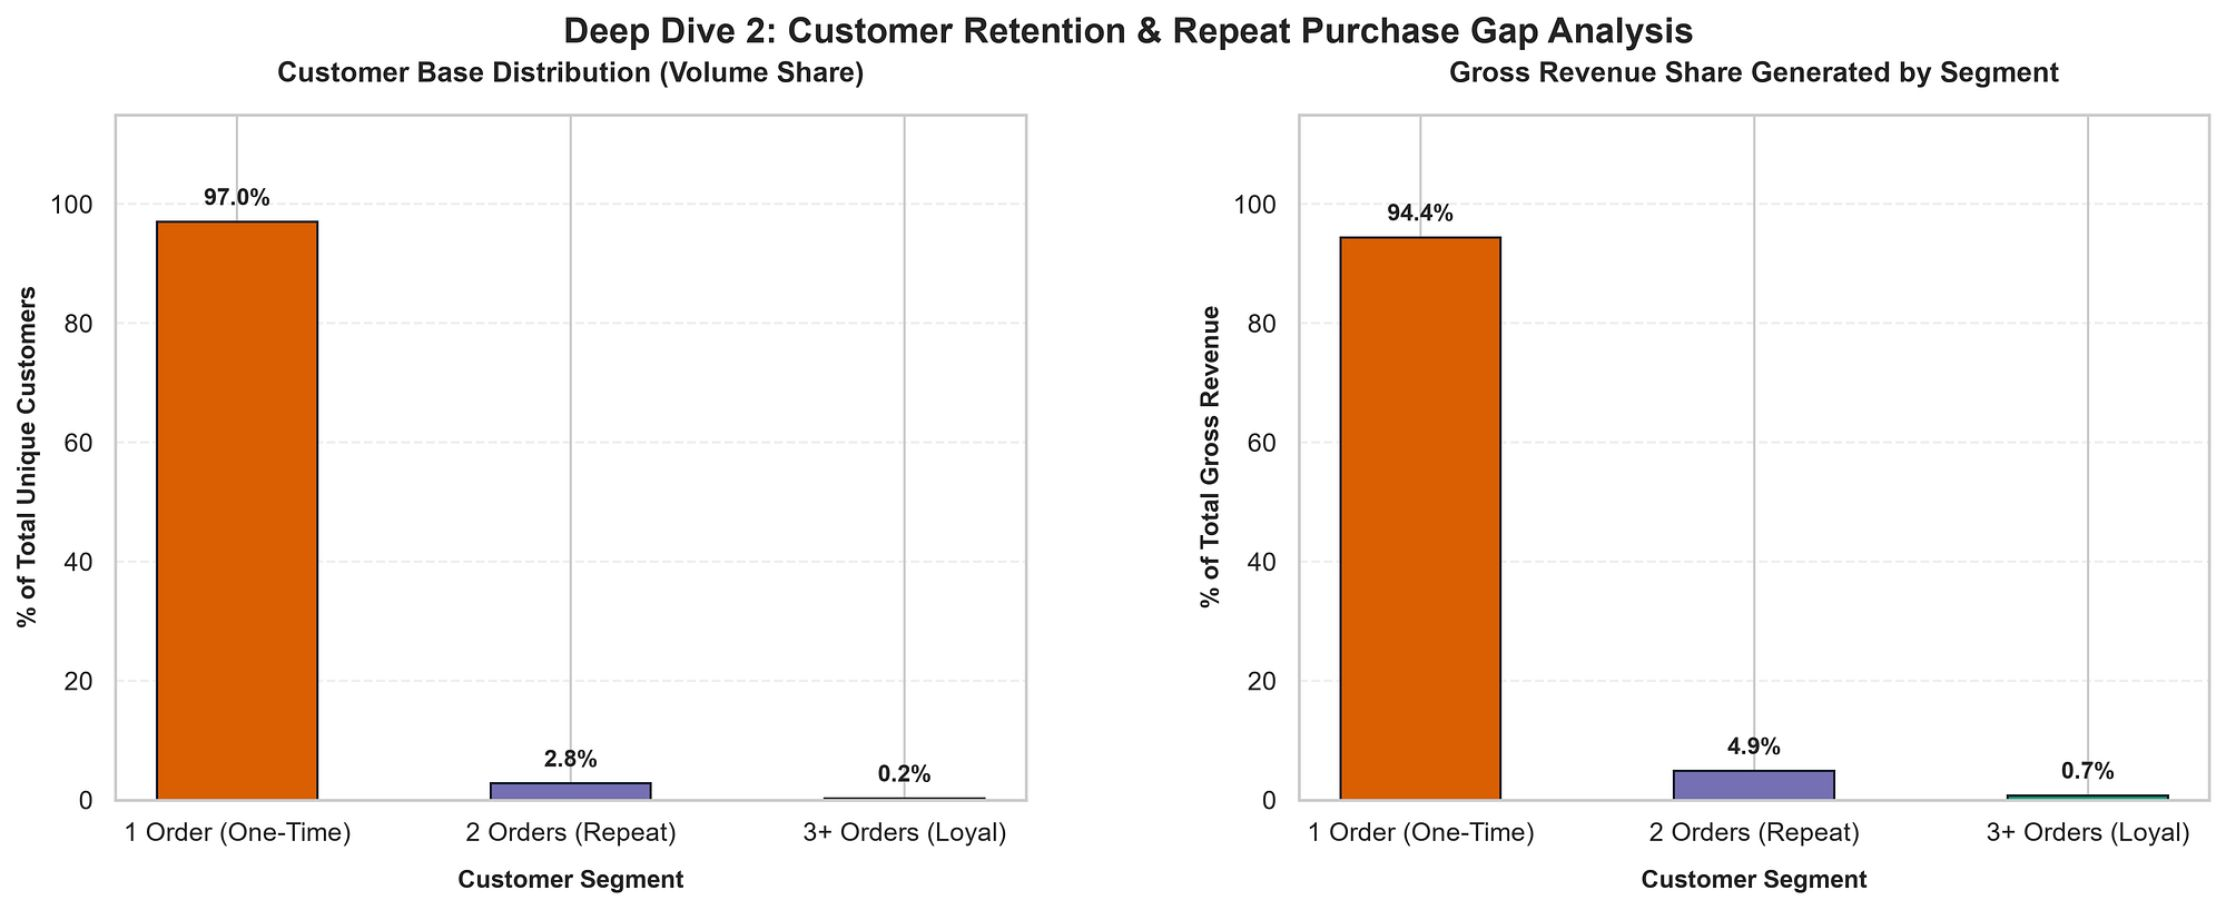 Deep Dive 2: Customer Retention & Repeat Purchase Gap Analysis
Customer Base Distribution (Volume Share)
% of Total Unique Customers
100
80
60
40
20
0
97.0%
2.8%
0.2%
1 Order (One-Time)
2 Orders (Repeat)
3+ Orders (Loyal)
Customer Segment
Gross Revenue Share Generated by Segment
% of Total Gross Revenue
100
80
60
40
20
0
94.4%
4.9%
0.7%
1 Order (One-Time)
2 Orders (Repeat)
3+ Orders (Loyal)
Customer Segment